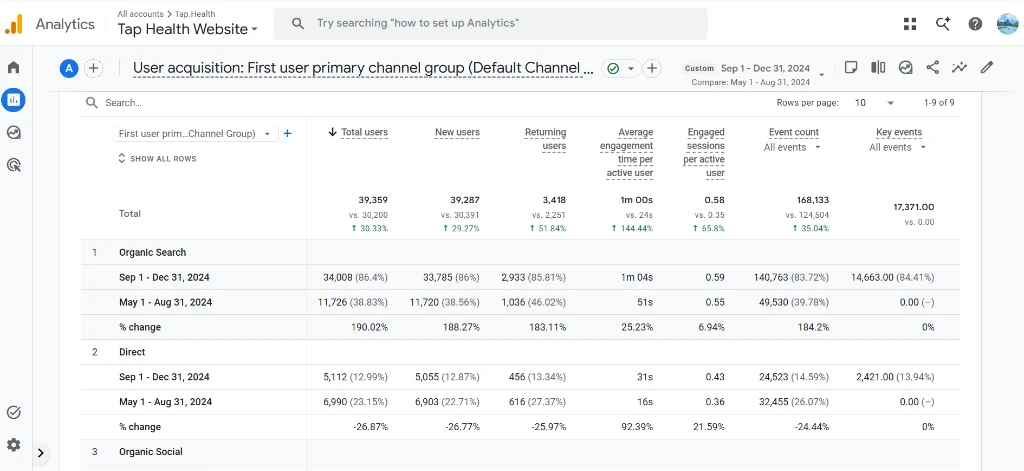 Analytics
All accounts > Tap.Health
Tap Health Website
Try searching "how to set up Analytics"
A
User acquisition: First user primary channel group (Default Channel ...
Custom Sep 1 - Dec 31, 2024
Compare: May 1 - Aug 31, 2024
Search...
Rows per page: 10 1-9 of 9
First user prim...Channel Group)
SHOW ALL ROWS
Total users
New users
Returning users
Average engagement time per active user
Engaged sessions per active user
Event count
All events
Key events
All events
Total
39,359 39,287 3,418 1m 00s 0.58 168,133 17,371.00
vs. 30,200 vs. 30,391 vs. 2,251 vs. 24s vs. 0.35 vs. 124,504 vs. 0.00
↑ 30.33% ↑ 29.27% ↑ 51.84% ↑ 144.44% ↑ 65.8% ↑ 35.04%
1 Organic Search
Sep 1 - Dec 31, 2024 34,008 (86.4%) 33,785 (86%) 2,933 (85.81%) 1m 04s 0.59 140,763 (83.72%) 14,663.00 (84.41%)
May 1 - Aug 31, 2024 11,726 (38.83%) 11,720 (38.56%) 1,036 (46.02%) 51s 0.55 49,530 (39.78%) 0.00 (–)
% change 190.02% 188.27% 183.11% 25.23% 6.94% 184.2% 0%
2 Direct
Sep 1 - Dec 31, 2024 5,112 (12.99%) 5,055 (12.87%) 456 (13.34%) 31s 0.43 24,523 (14.59%) 2,421.00 (13.94%)
May 1 - Aug 31, 2024 6,990 (23.15%) 6,903 (22.71%) 616 (27.37%) 16s 0.36 32,455 (26.07%) 0.00 (–)
% change -26.87% -26.77% -25.97% 92.39% 21.59% -24.44% 0%
3 Organic Social